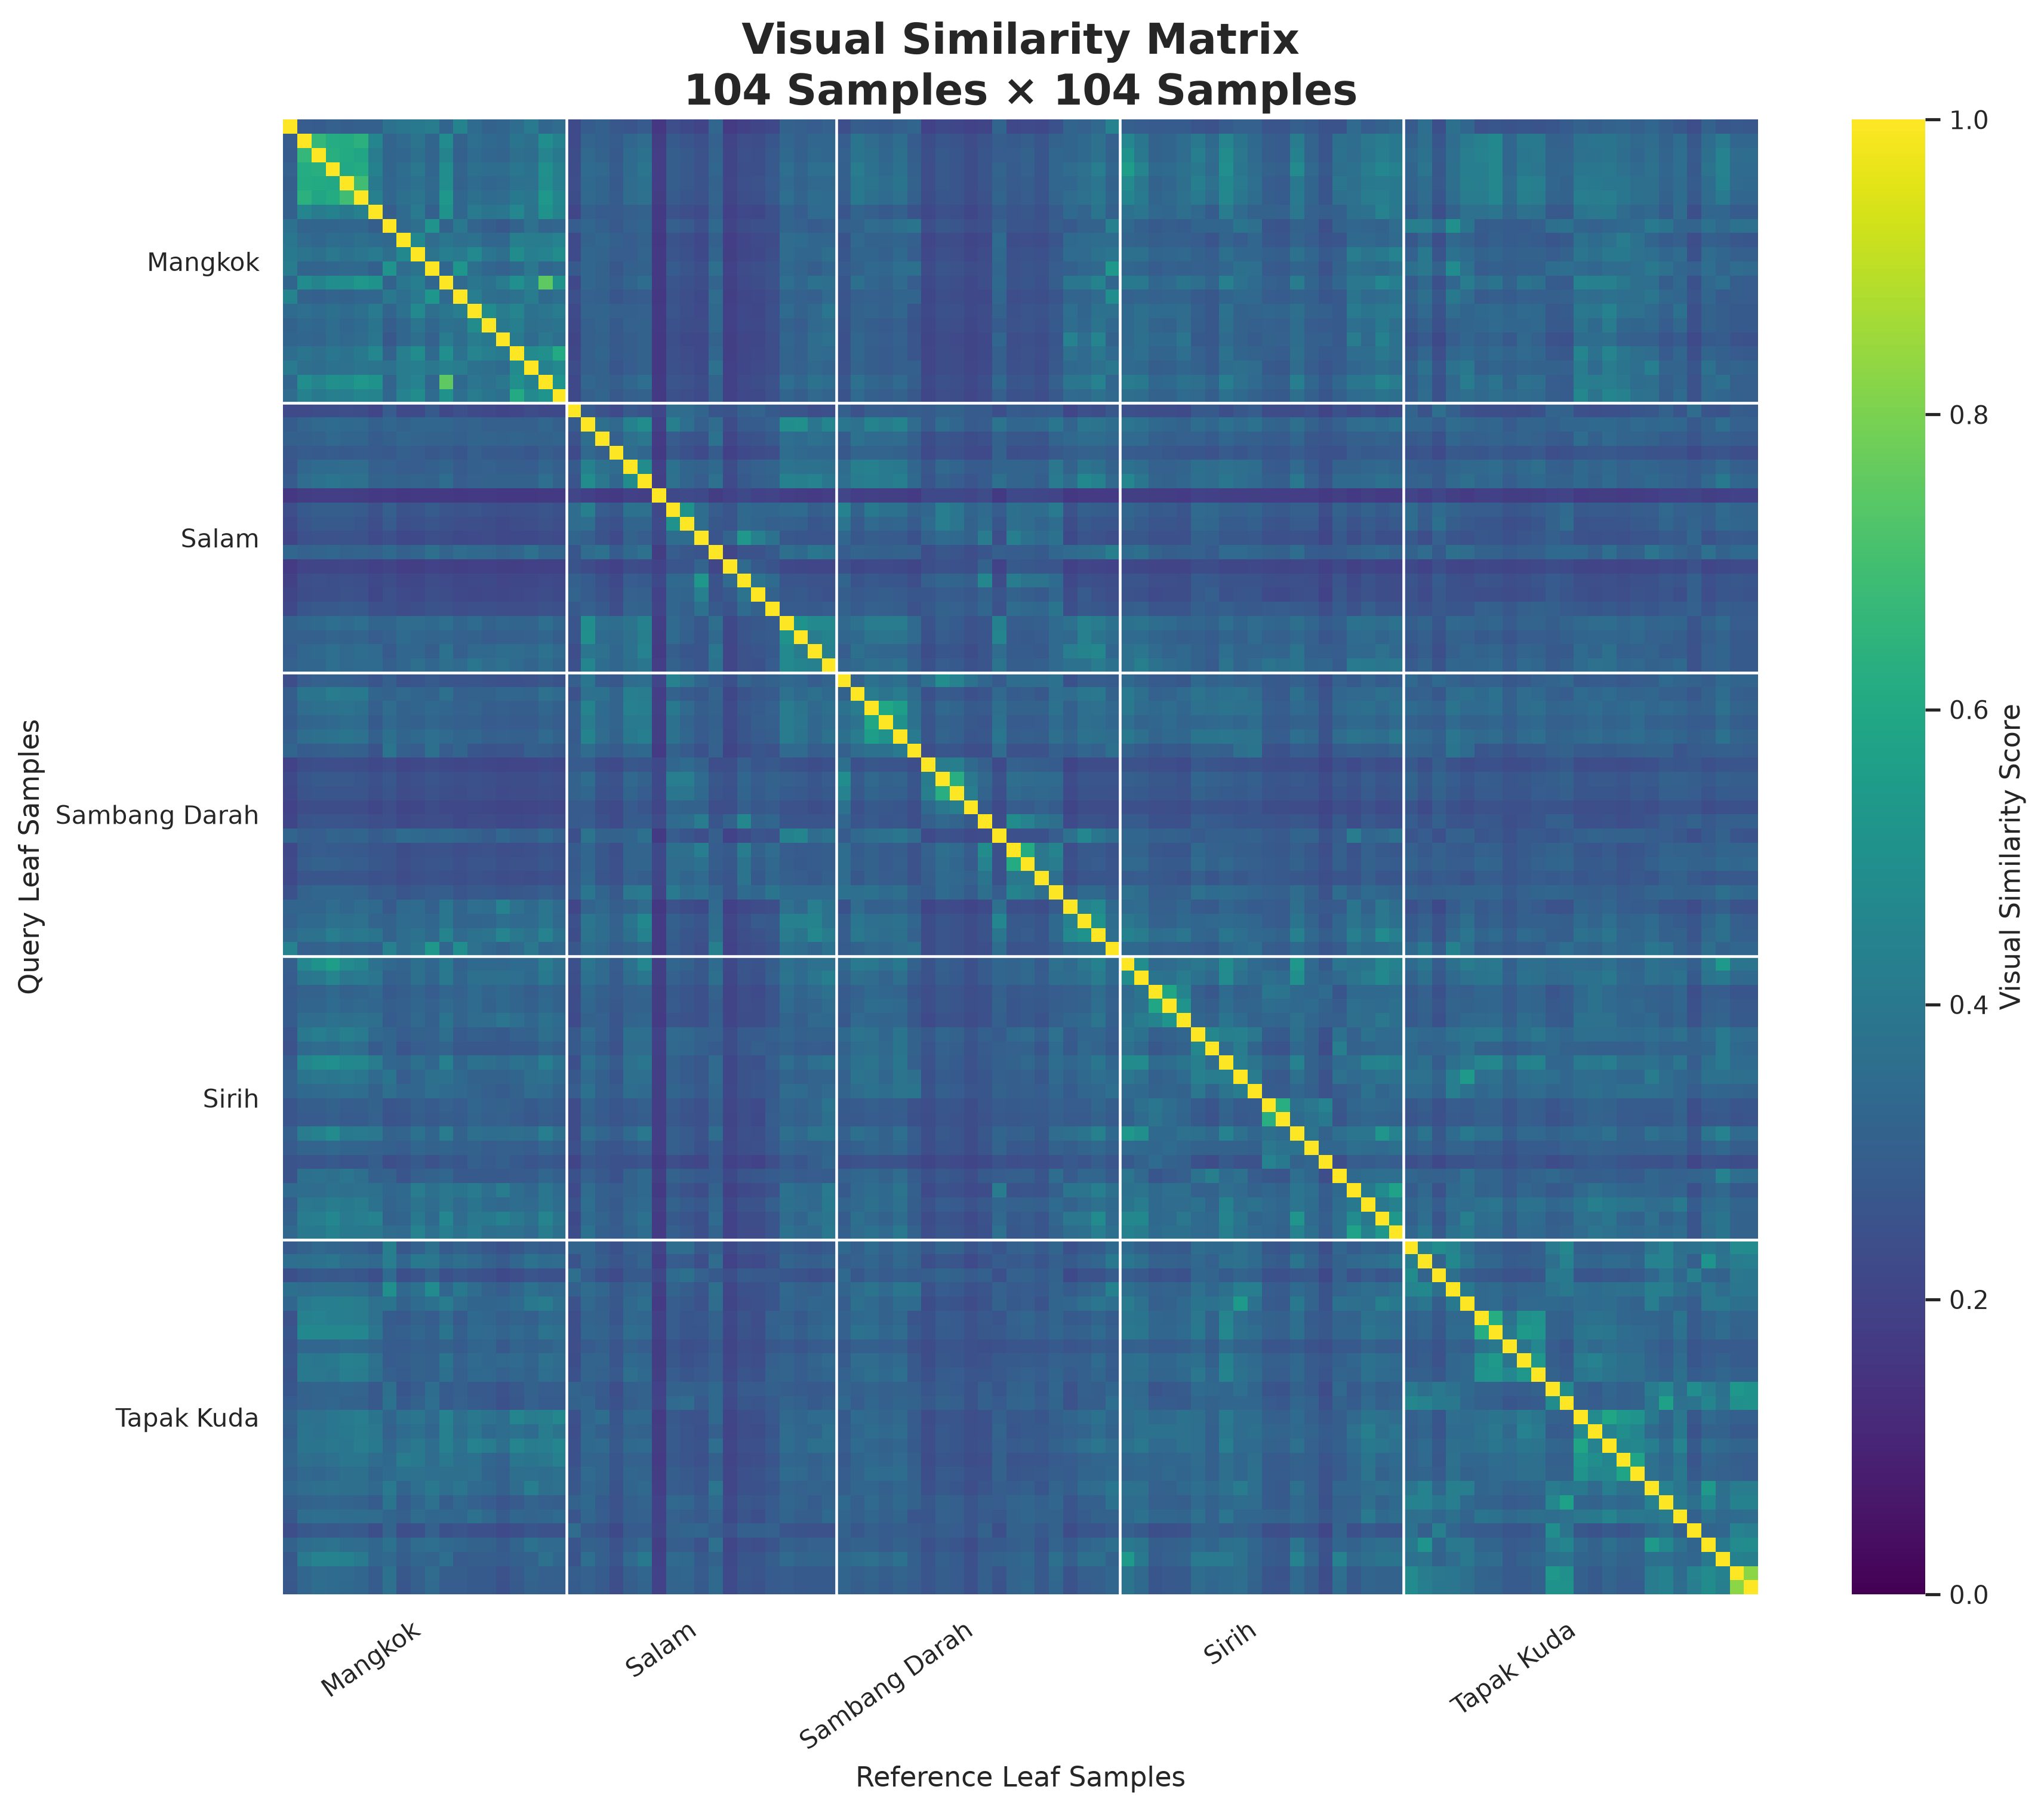 Visual Similarity Matrix
104 Samples × 104 Samples
Query Leaf Samples
Mangkok
Salam
Sambang Darah
Sirih
Tapak Kuda
Mangkok
Salam
Sambang Darah
Sirih
Tapak Kuda
Reference Leaf Samples
1.0
0.8
0.6
0.4
0.2
0.0
Visual Similarity Score